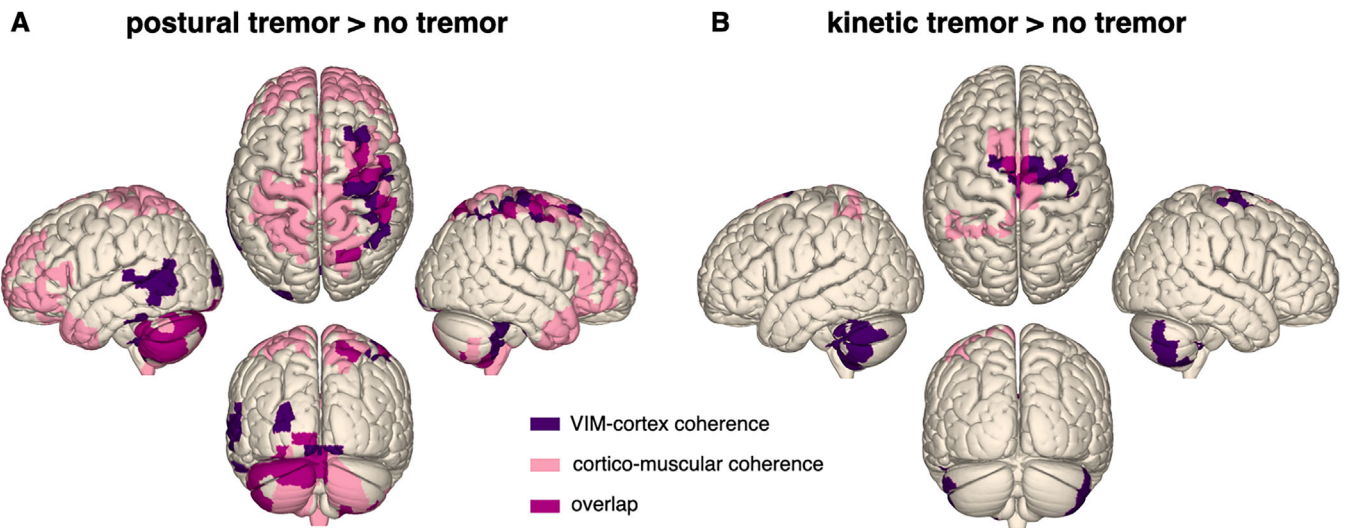 A
postural tremor > no tremor
B
kinetic tremor > no tremor
VIM-cortex coherence
cortico-muscular coherence
overlap